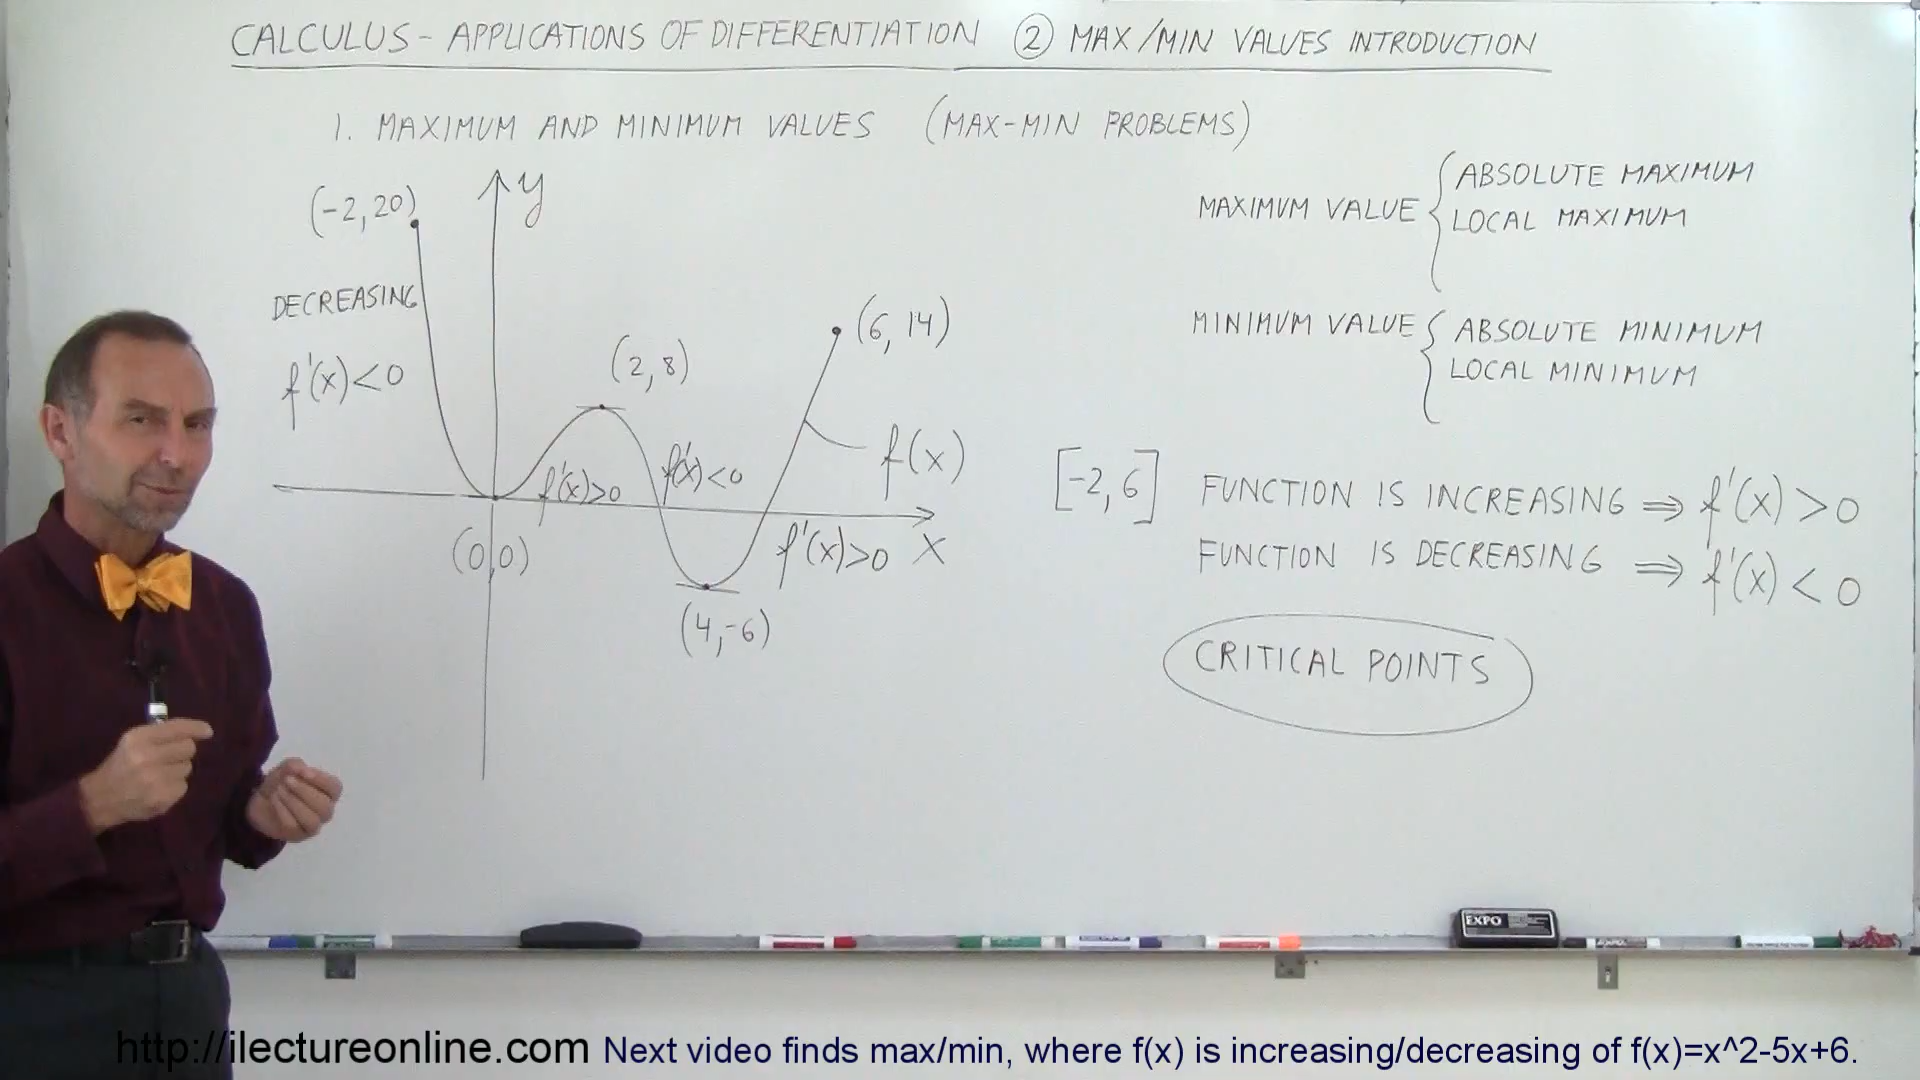 CALCULUS - APPLICATIONS OF DIFFERENTIATION ② MAX/MIN VALUES INTRODUCTION
1. MAXIMUM AND MINIMUM VALUES (MAX-MIN PROBLEMS)
y
(-2,20)
DECREASING
f'(x)<0
(2,8)
(6,14)
f(x)
f'(x)>0
f'(x)<0
f'(x)>0
x
(0,0)
(4,-6)
MAXIMUM VALUE { ABSOLUTE MAXIMUM
LOCAL MAXIMUM
MINIMUM VALUE { ABSOLUTE MINIMUM
LOCAL MINIMUM
[-2,6] FUNCTION IS INCREASING ⇒ f'(x)>0
FUNCTION IS DECREASING ⇒ f'(x)<0
CRITICAL POINTS
EXPO
EXPO
http://ilectureonline.com Next video finds max/min, where f(x) is increasing/decreasing of f(x)=x^2-5x+6.